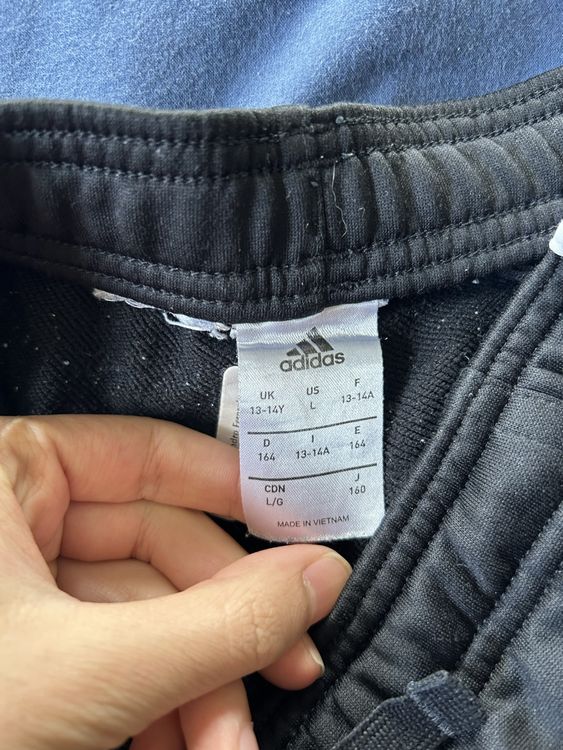 adidas
UK US F
13-14Y L 13-14A
D I E
164 13-14A 164
CDN J
L/G 160
MADE IN VIETNAM